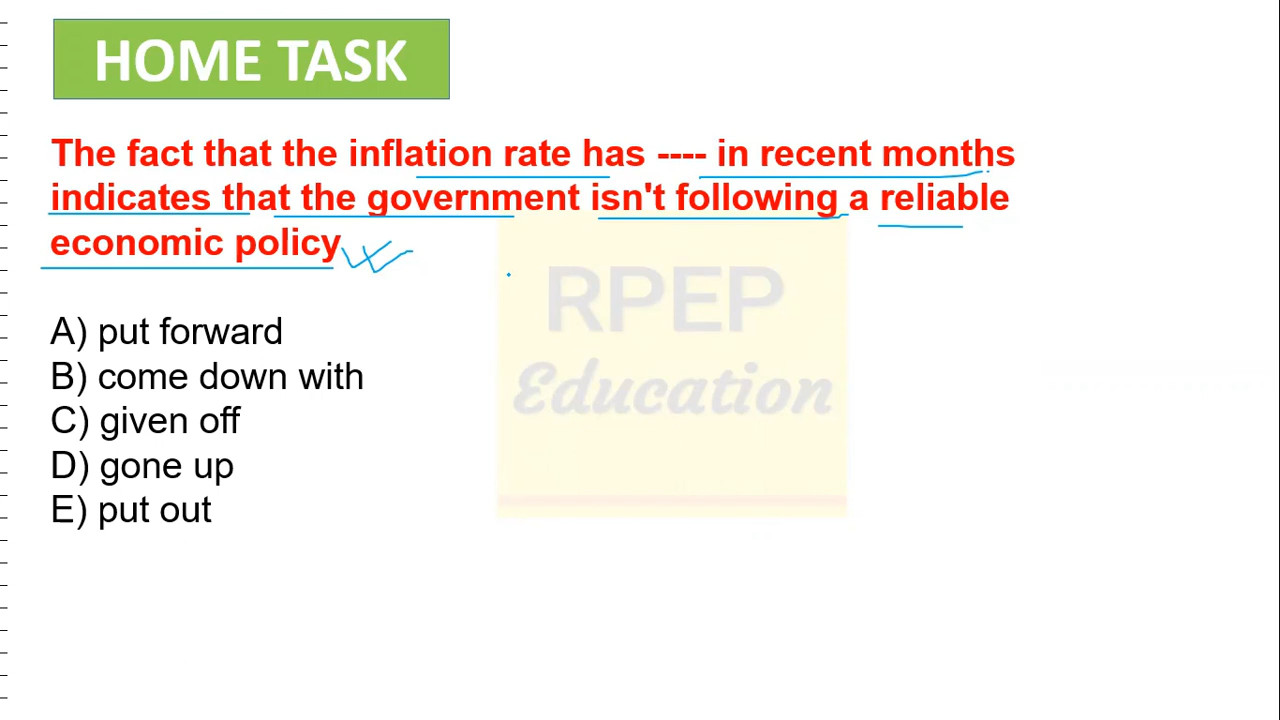 HOME TASK
The fact that the inflation rate has ---- in recent months
indicates that the government isn't following a reliable
economic policy
A) put forward
B) come down with
C) given off
D) gone up
E) put out
RPEP
Education